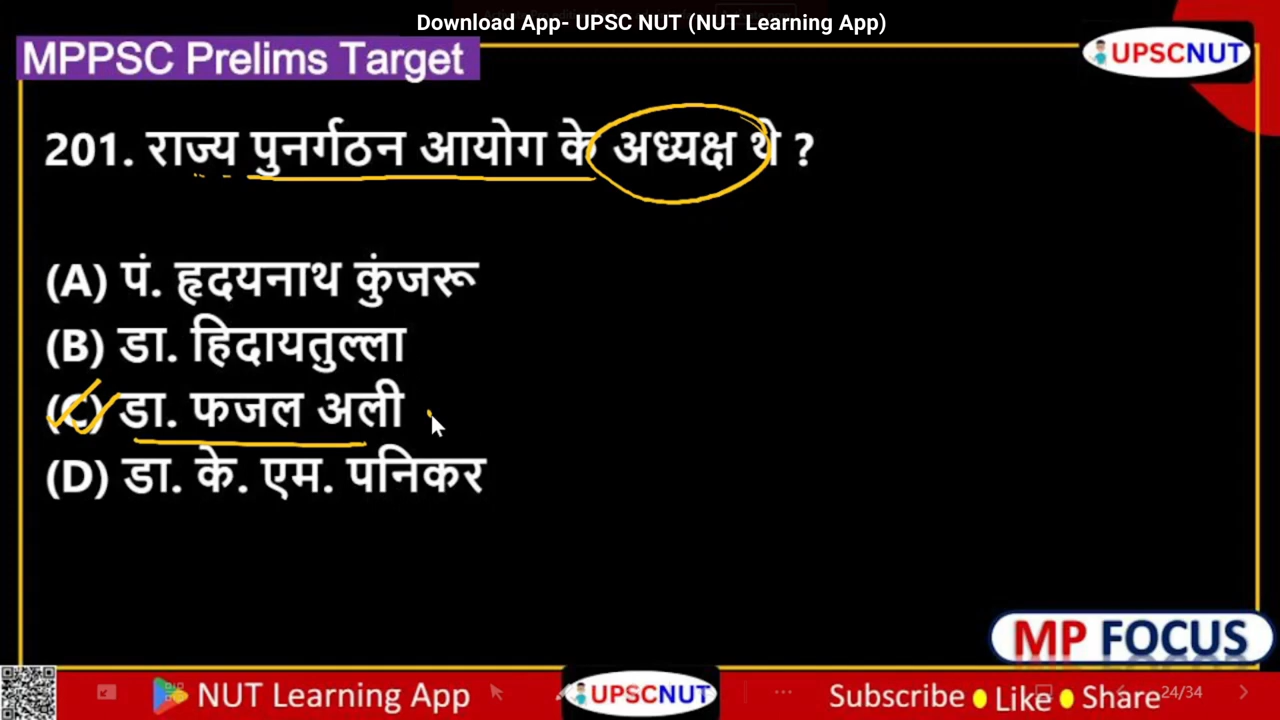 Download App- UPSC NUT (NUT Learning App)
MPPSC Prelims Target
UPSCNUT
201. राज्य पुनर्गठन आयोग के अध्यक्ष थे ?
(A) पं. हृदयनाथ कुंजरू
(B) डा. हिदायतुल्ला
(C) डा. फजल अली
(D) डा. के. एम. पनिकर
MP FOCUS
NUT Learning App
UPSCNUT
Subscribe Like Share
24/34